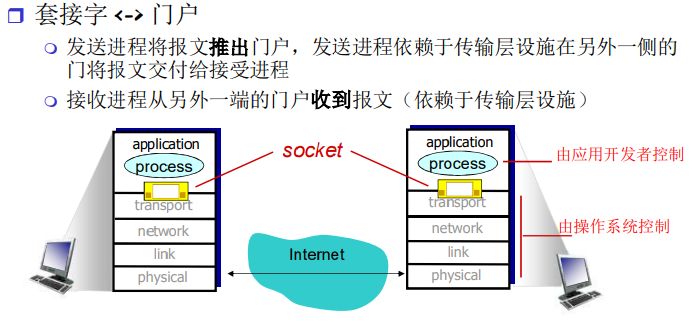 套接字 <-> 门户
发送进程将报文推出门户，发送进程依赖于传输层设施在另外一侧的
门将报文交付给接受进程
接收进程从另外一端的门户收到报文（依赖于传输层设施）
application
process
transport
network
link
physical
socket
Internet
application
process
transport
network
link
physical
由应用开发者控制
由操作系统控制